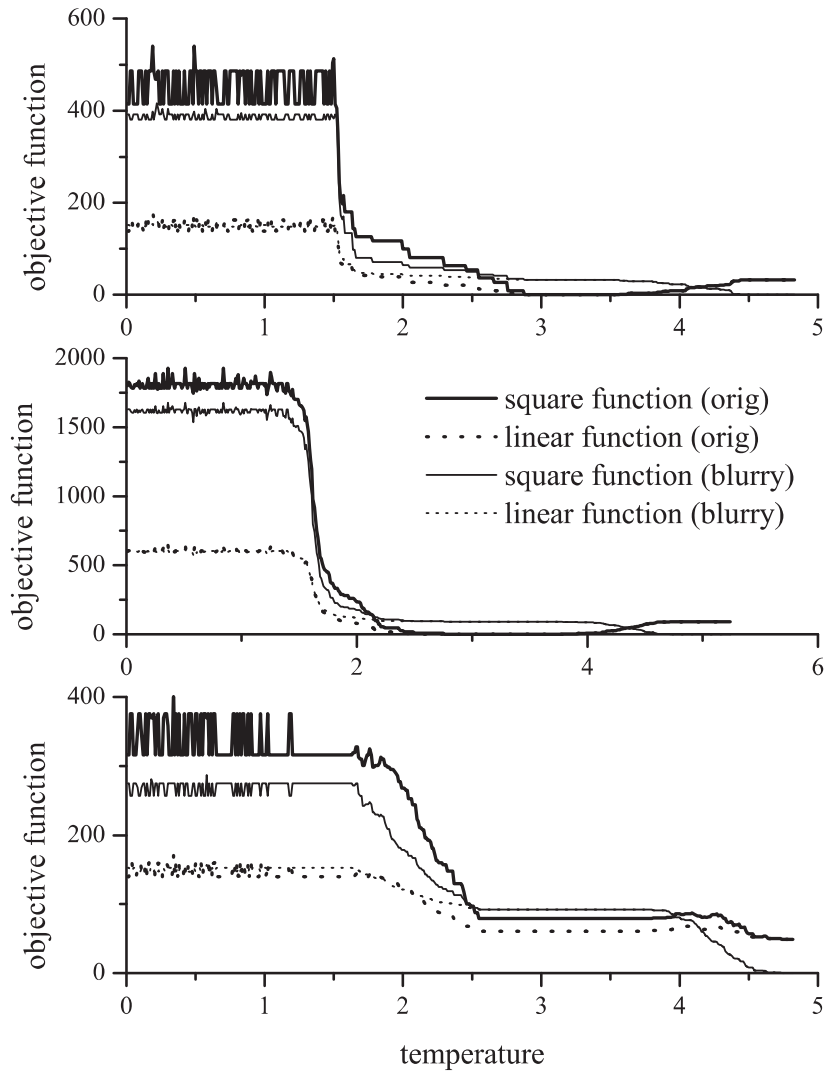 600
400
200
0
objective function
0 1 2 3 4 5
2000
1500
1000
500
0
objective function
square function (orig)
linear function (orig)
square function (blurry)
linear function (blurry)
0 2 4 6
400
200
0
objective function
0 1 2 3 4 5
temperature